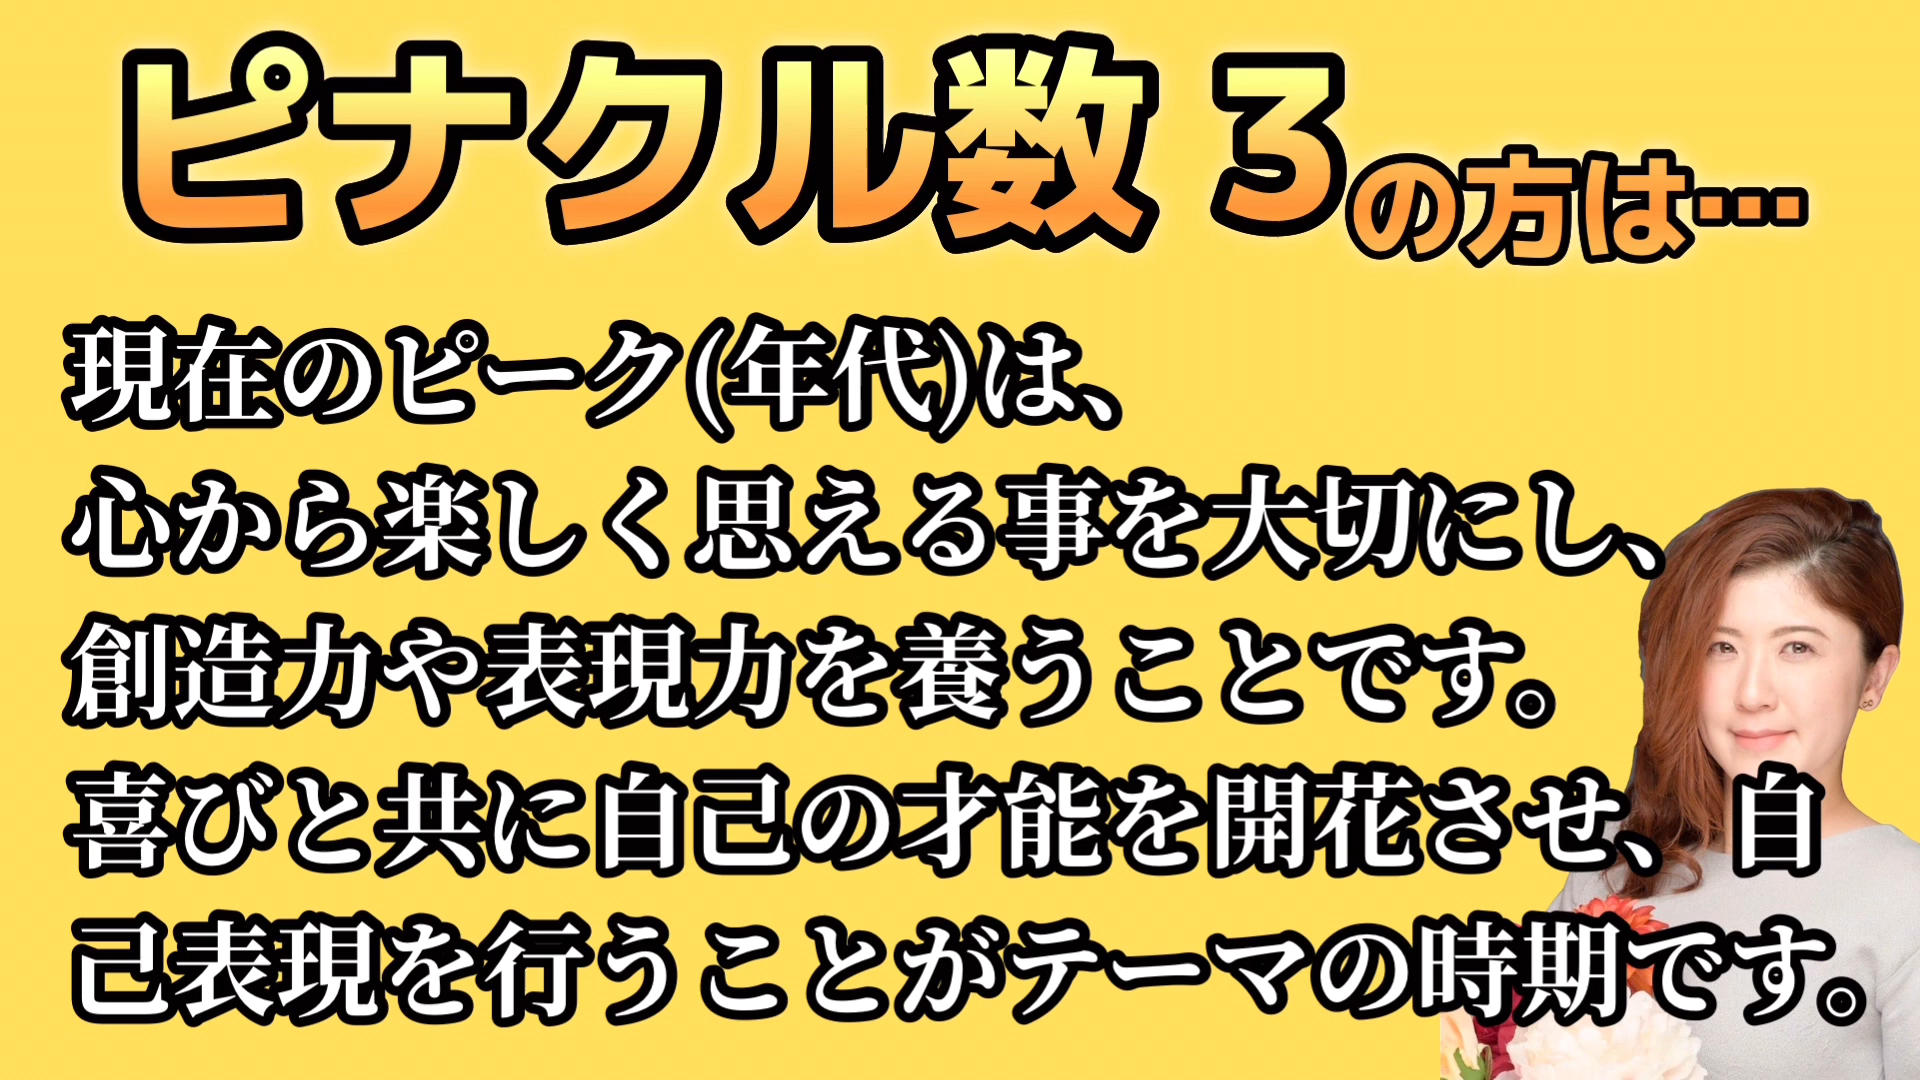 ピナクル数 3の方は…
現在のピーク(年代)は、
心から楽しく思える事を大切にし、
創造力や表現力を養うことです。
喜びと共に自己の才能を開花させ、自
己表現を行うことがテーマの時期です。